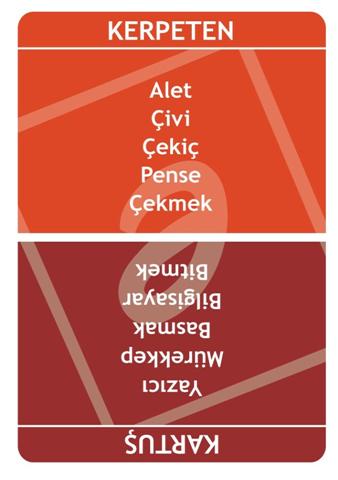 KERPETEN
Alet
Çivi
Çekiç
Pense
Çekmek
KARTUŞ
Yazıcı
Mürekkep
Basmak
Bilgisayar
Bitmek